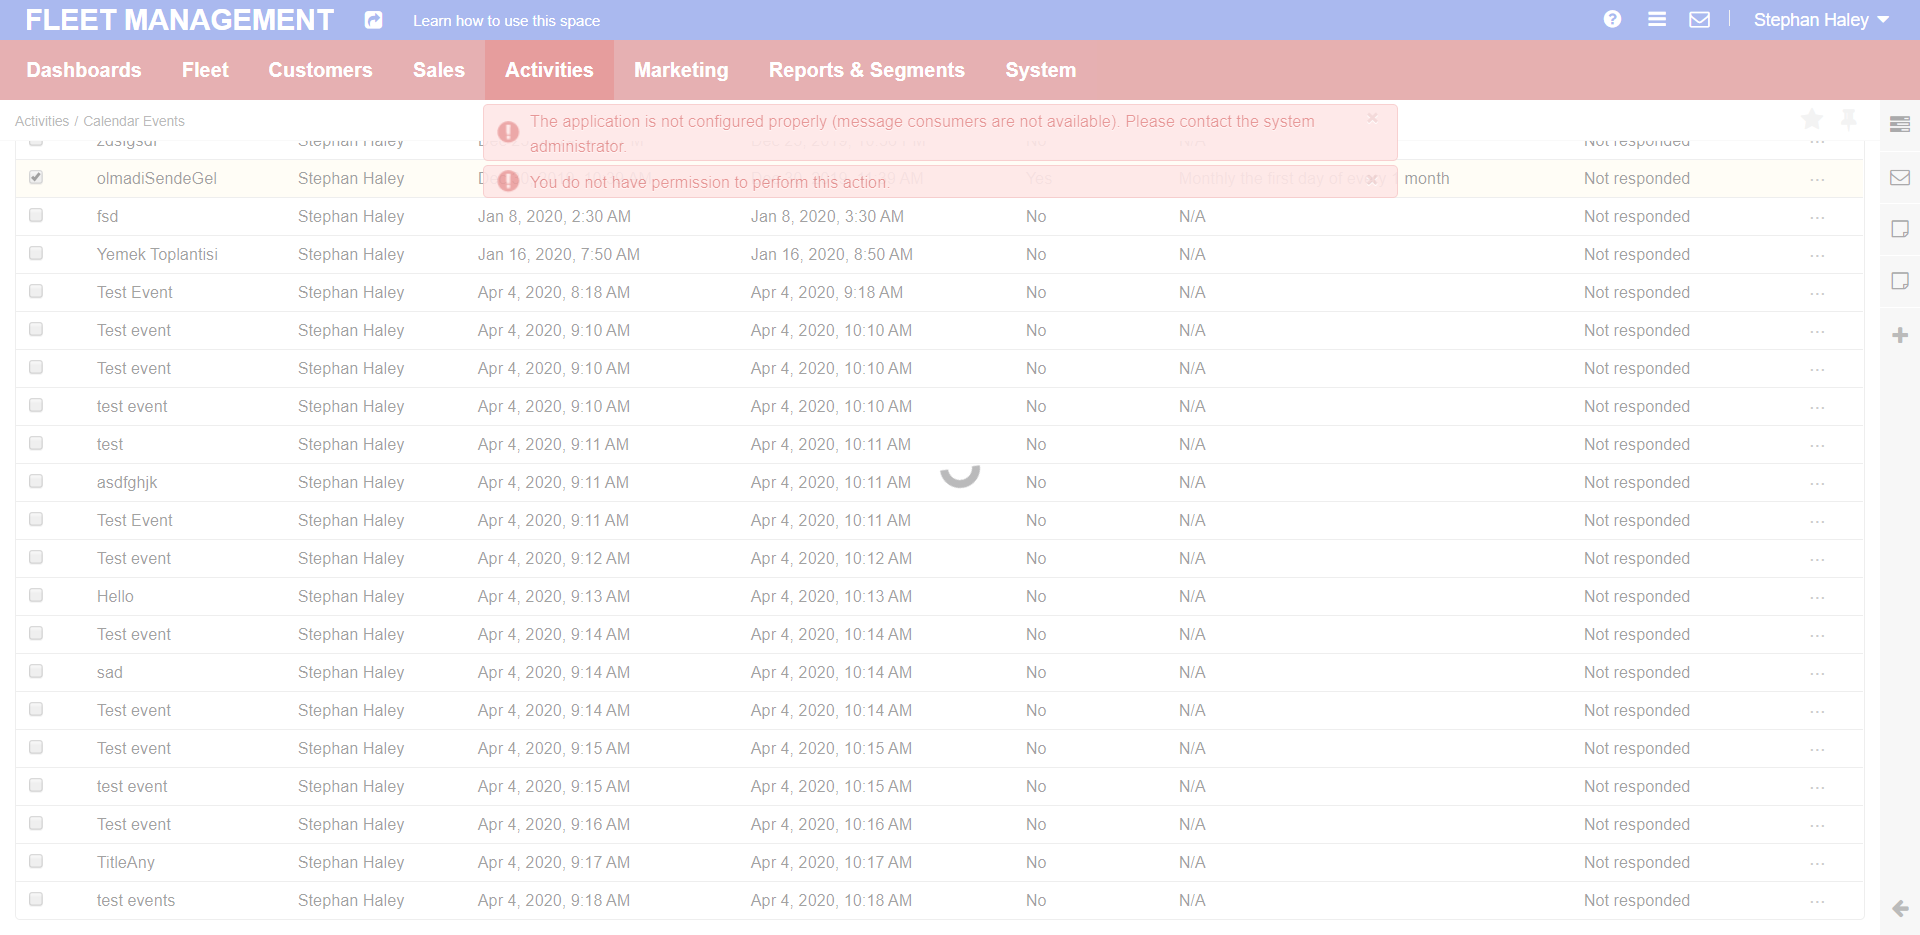 FLEET MANAGEMENT Learn how to use this space Stephan Haley
Dashboards Fleet Customers Sales Activities Marketing Reports & Segments System
Activities / Calendar Events
The application is not configured properly (message consumers are not available). Please contact the system
administrator.
Stephan Haley Not responded ...
You do not have permission to perform this action.
olmadiSendeGel Stephan Haley Yes Monthly the first day of every 1 month Not responded ...
fsd Stephan Haley Jan 8, 2020, 2:30 AM Jan 8, 2020, 3:30 AM No N/A Not responded ...
Yemek Toplantisi Stephan Haley Jan 16, 2020, 7:50 AM Jan 16, 2020, 8:50 AM No N/A Not responded ...
Test Event Stephan Haley Apr 4, 2020, 8:18 AM Apr 4, 2020, 9:18 AM No N/A Not responded ...
Test event Stephan Haley Apr 4, 2020, 9:10 AM Apr 4, 2020, 10:10 AM No N/A Not responded ...
Test event Stephan Haley Apr 4, 2020, 9:10 AM Apr 4, 2020, 10:10 AM No N/A Not responded ...
test event Stephan Haley Apr 4, 2020, 9:10 AM Apr 4, 2020, 10:10 AM No N/A Not responded ...
test Stephan Haley Apr 4, 2020, 9:11 AM Apr 4, 2020, 10:11 AM No N/A Not responded ...
asdfghjk Stephan Haley Apr 4, 2020, 9:11 AM Apr 4, 2020, 10:11 AM No N/A Not responded ...
Test Event Stephan Haley Apr 4, 2020, 9:11 AM Apr 4, 2020, 10:11 AM No N/A Not responded ...
Test event Stephan Haley Apr 4, 2020, 9:12 AM Apr 4, 2020, 10:12 AM No N/A Not responded ...
Hello Stephan Haley Apr 4, 2020, 9:13 AM Apr 4, 2020, 10:13 AM No N/A Not responded ...
Test event Stephan Haley Apr 4, 2020, 9:14 AM Apr 4, 2020, 10:14 AM No N/A Not responded ...
sad Stephan Haley Apr 4, 2020, 9:14 AM Apr 4, 2020, 10:14 AM No N/A Not responded ...
Test event Stephan Haley Apr 4, 2020, 9:14 AM Apr 4, 2020, 10:14 AM No N/A Not responded ...
Test event Stephan Haley Apr 4, 2020, 9:15 AM Apr 4, 2020, 10:15 AM No N/A Not responded ...
test event Stephan Haley Apr 4, 2020, 9:15 AM Apr 4, 2020, 10:15 AM No N/A Not responded ...
Test event Stephan Haley Apr 4, 2020, 9:16 AM Apr 4, 2020, 10:16 AM No N/A Not responded ...
TitleAny Stephan Haley Apr 4, 2020, 9:17 AM Apr 4, 2020, 10:17 AM No N/A Not responded ...
test events Stephan Haley Apr 4, 2020, 9:18 AM Apr 4, 2020, 10:18 AM No N/A Not responded ...